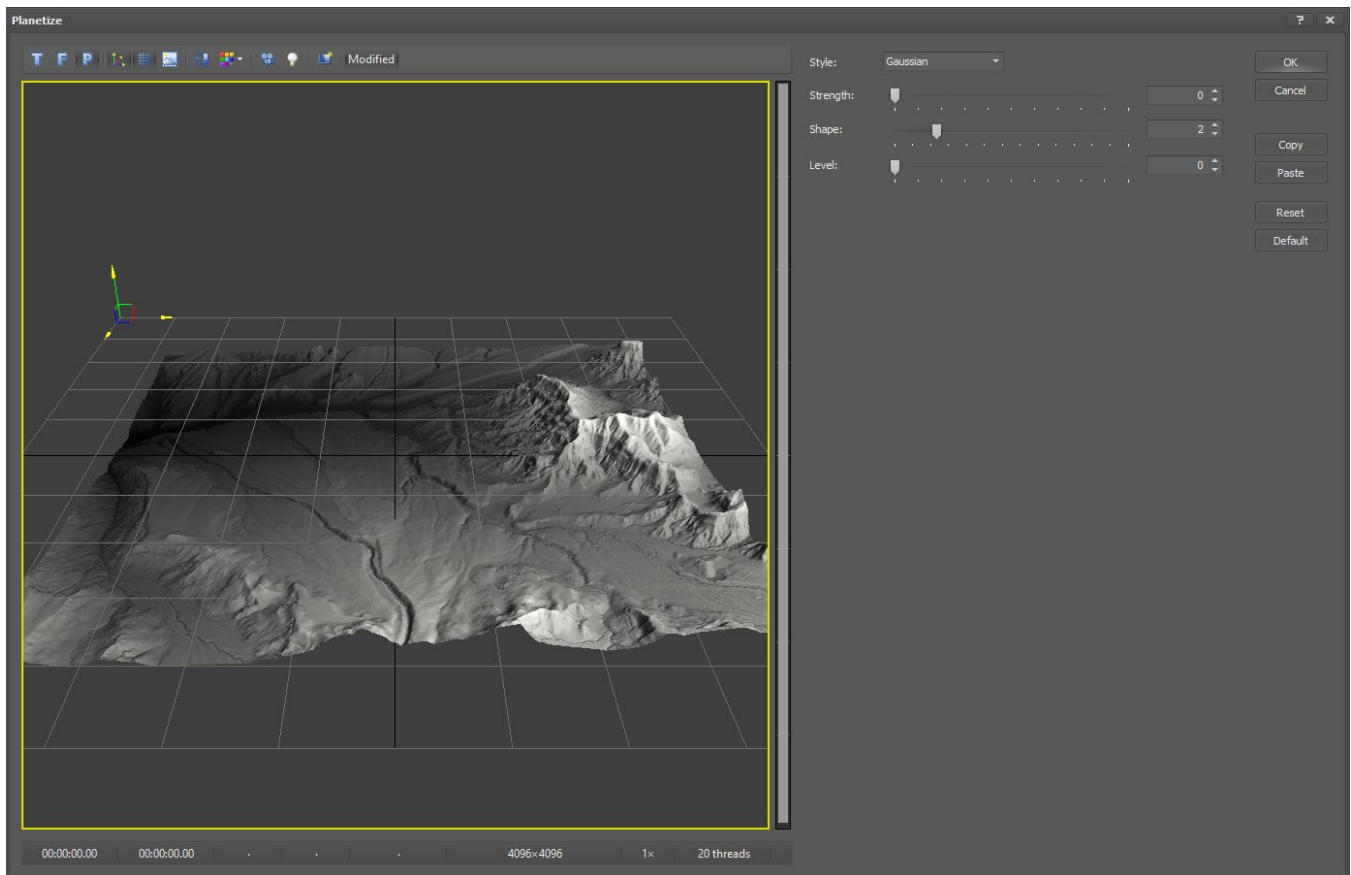 Planetize ? ×
T F P Modified
Style: Gaussian OK
Strength: 0 Cancel
Shape: 2 Copy
Level: 0 Paste
Reset
Default
00:00:00.00 00:00:00.00 . . . 4096×4096 1× 20 threads